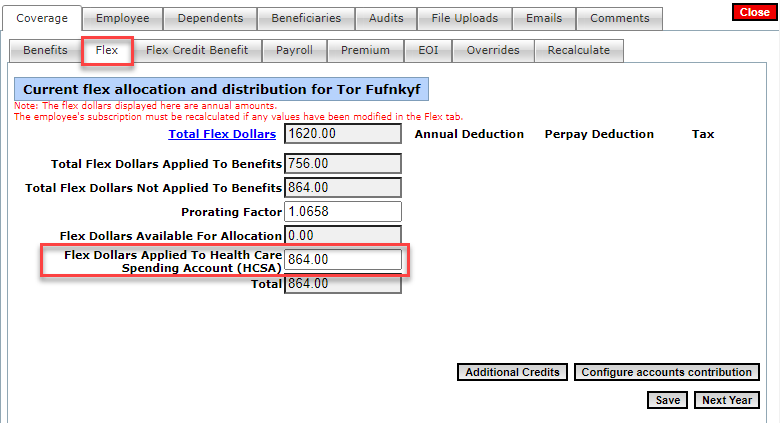 Coverage Employee Dependents Beneficiaries Audits File Uploads Emails Comments Close
Benefits Flex Flex Credit Benefit Payroll Premium EOI Overrides Recalculate
Current flex allocation and distribution for Tor Fufnkyf
Note: The flex dollars displayed here are annual amounts.
The employee's subscription must be recalculated if any values have been modified in the Flex tab.
Total Flex Dollars 1620.00 Annual Deduction Perpay Deduction Tax
Total Flex Dollars Applied To Benefits 756.00
Total Flex Dollars Not Applied To Benefits 864.00
Prorating Factor 1.0658
Flex Dollars Available For Allocation 0.00
Flex Dollars Applied To Health Care
Spending Account (HCSA) 864.00
Total 864.00
Additional Credits Configure accounts contribution
Save Next Year